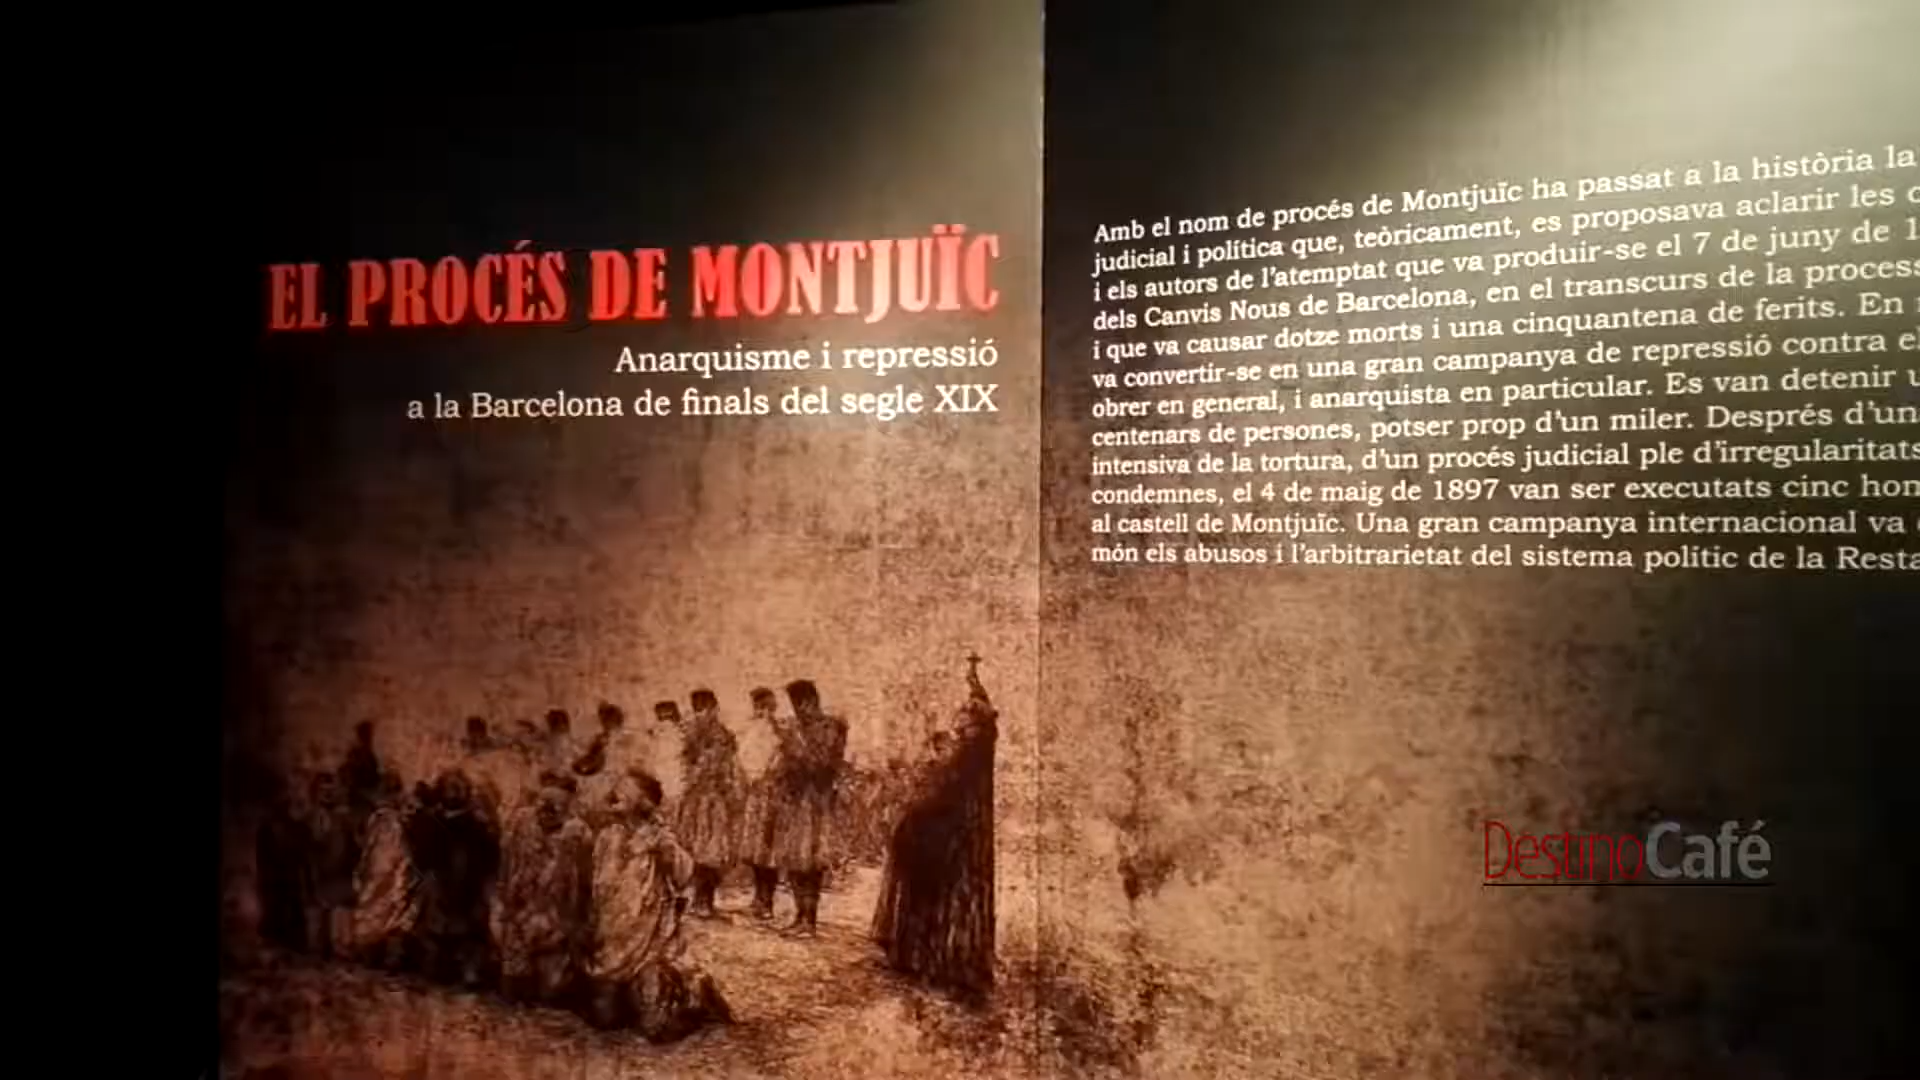 EL PROCÉS DE MONTJUÏC
Anarquisme i repressió
a la Barcelona de finals del segle XIX
Amb el nom de procés de Montjuïc ha passat a la història la
judicial i política que, teòricament, es proposava aclarir les
i els autors de l'atemptat que va produir-se el 7 de juny de
dels Canvis Nous de Barcelona, en el transcurs de la
i que va causar dotze morts i una cinquantena de ferits. En
va convertir-se en una gran campanya de repressió contra
obrer en general, i anarquista en particular. Es van detenir
centenars de persones, potser prop d'un miler. Després
intensiva de la tortura, d'un procés judicial ple d'irregularitats
condemnes, el 4 de maig de 1897 van ser executats cinc
al castell de Montjuïc. Una gran campanya internacional va
món els abusos i l'arbitrarietat del sistema polític de la
DestinoCafé